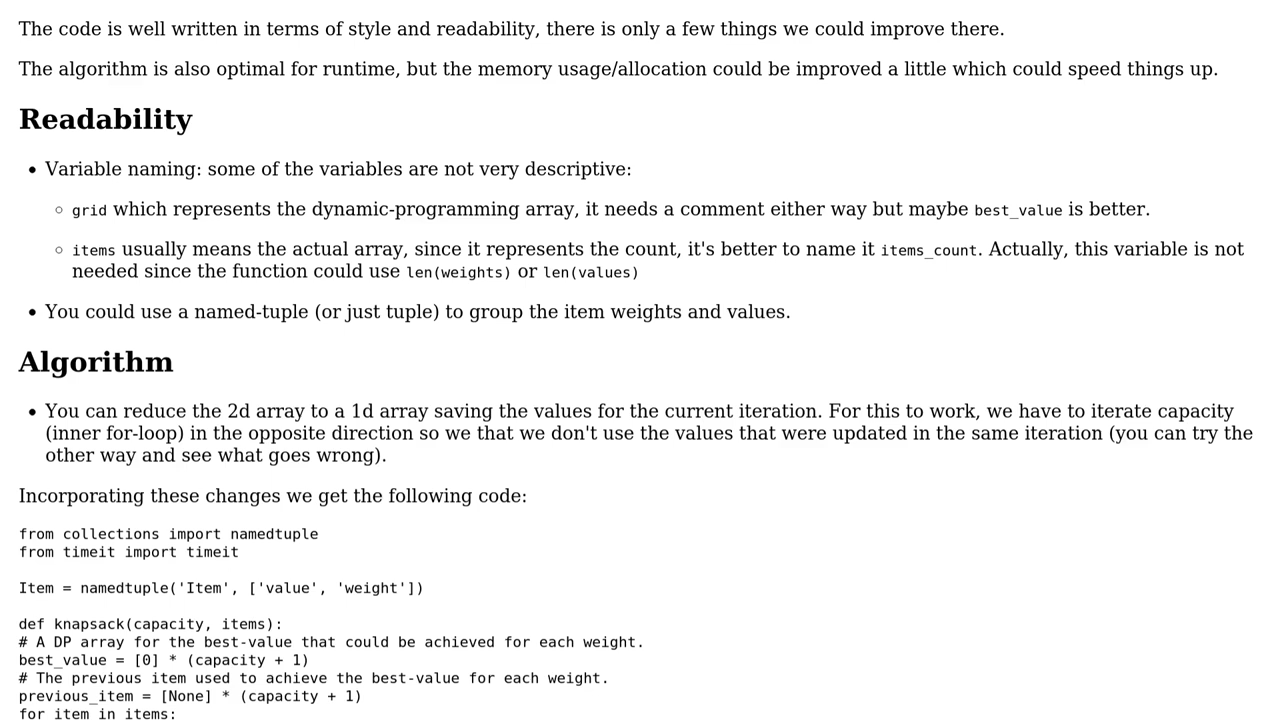 The code is well written in terms of style and readability, there is only a few things we could improve there.
The algorithm is also optimal for runtime, but the memory usage/allocation could be improved a little which could speed things up.
Readability
• Variable naming: some of the variables are not very descriptive:
◦ grid which represents the dynamic-programming array, it needs a comment either way but maybe best_value is better.
◦ items usually means the actual array, since it represents the count, it's better to name it items_count. Actually, this variable is not
needed since the function could use len(weights) or len(values)
• You could use a named-tuple (or just tuple) to group the item weights and values.
Algorithm
• You can reduce the 2d array to a 1d array saving the values for the current iteration. For this to work, we have to iterate capacity
(inner for-loop) in the opposite direction so we that we don't use the values that were updated in the same iteration (you can try the
other way and see what goes wrong).
Incorporating these changes we get the following code:
from collections import namedtuple
from timeit import timeit
Item = namedtuple('Item', ['value', 'weight'])
def knapsack(capacity, items):
# A DP array for the best-value that could be achieved for each weight.
best_value = [0] * (capacity + 1)
# The previous item used to achieve the best-value for each weight.
previous_item = [None] * (capacity + 1)
for item in items: